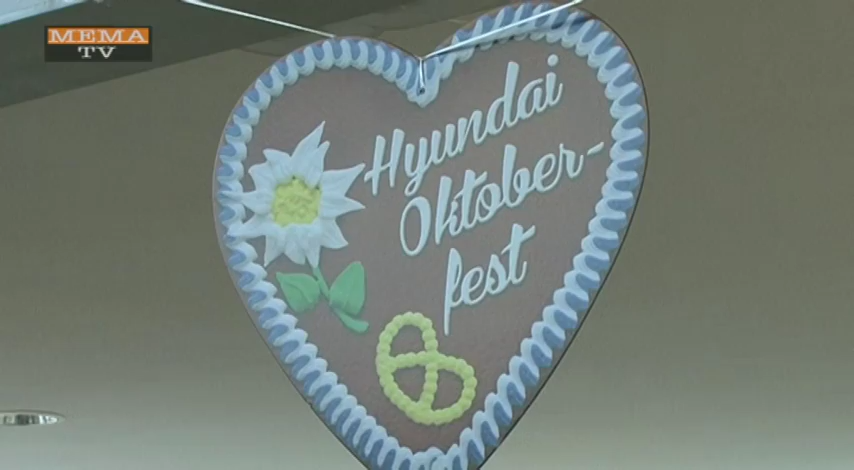 MEMA
TV
Hyundai
Oktober-
fest